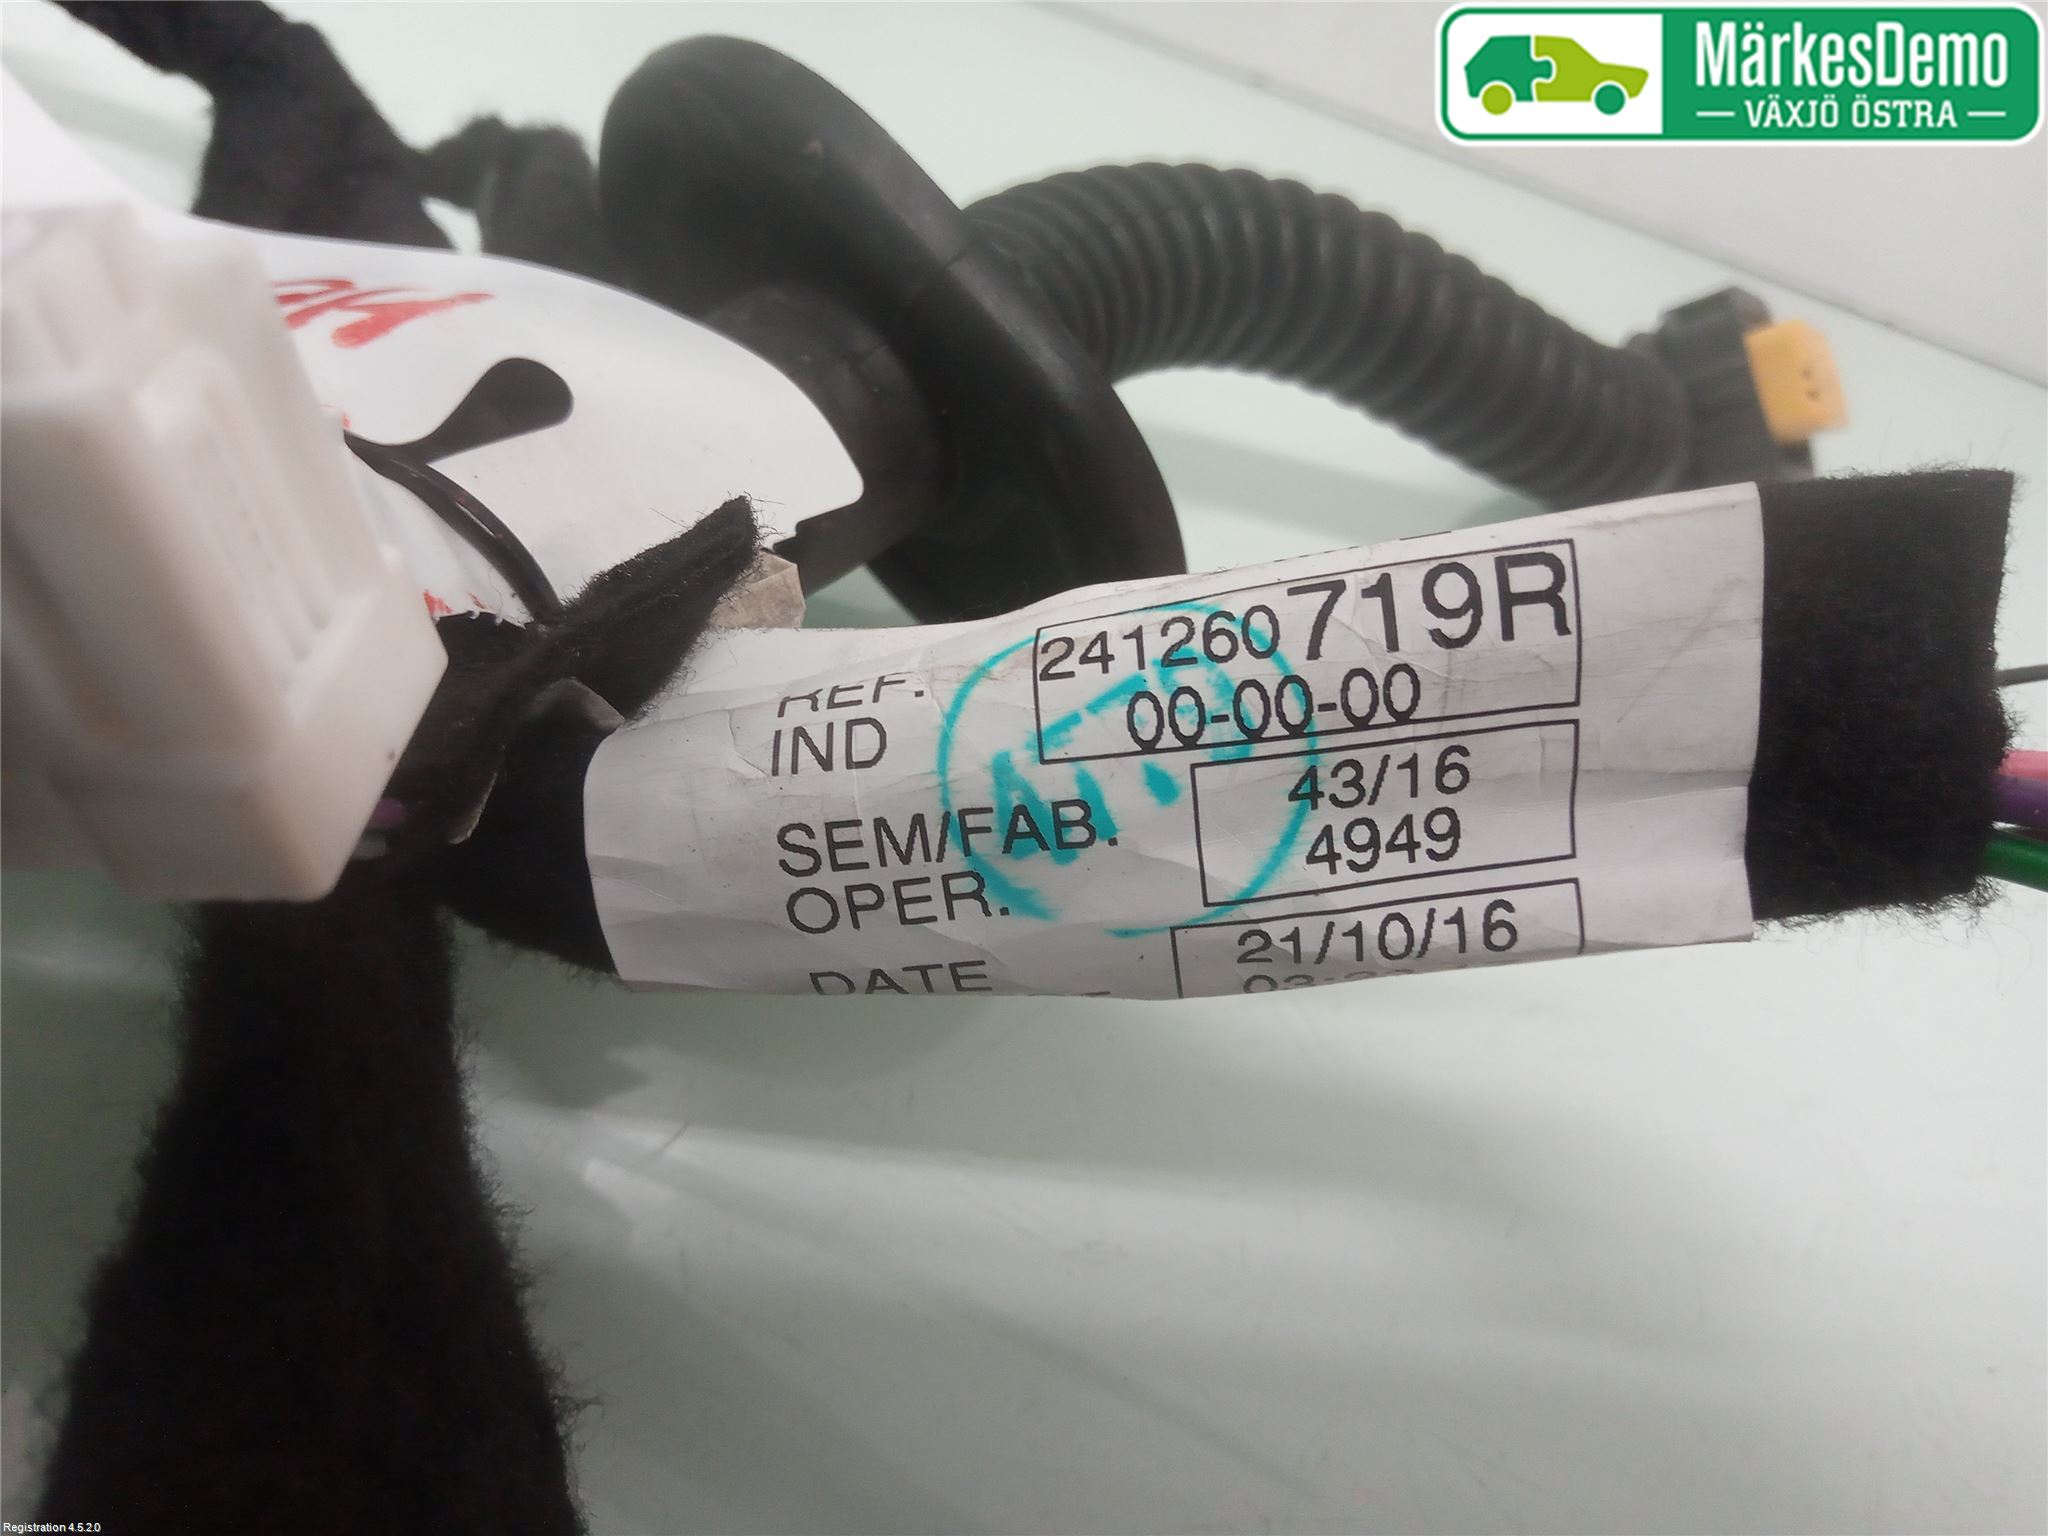 MärkesDemo
VÄXJÖ ÖSTRA
REF. 241260719R
IND 00-00-00
SEM/FAB. 43/16
OPER. 4949
DATE 21/10/16
Registration 4.5.2.0